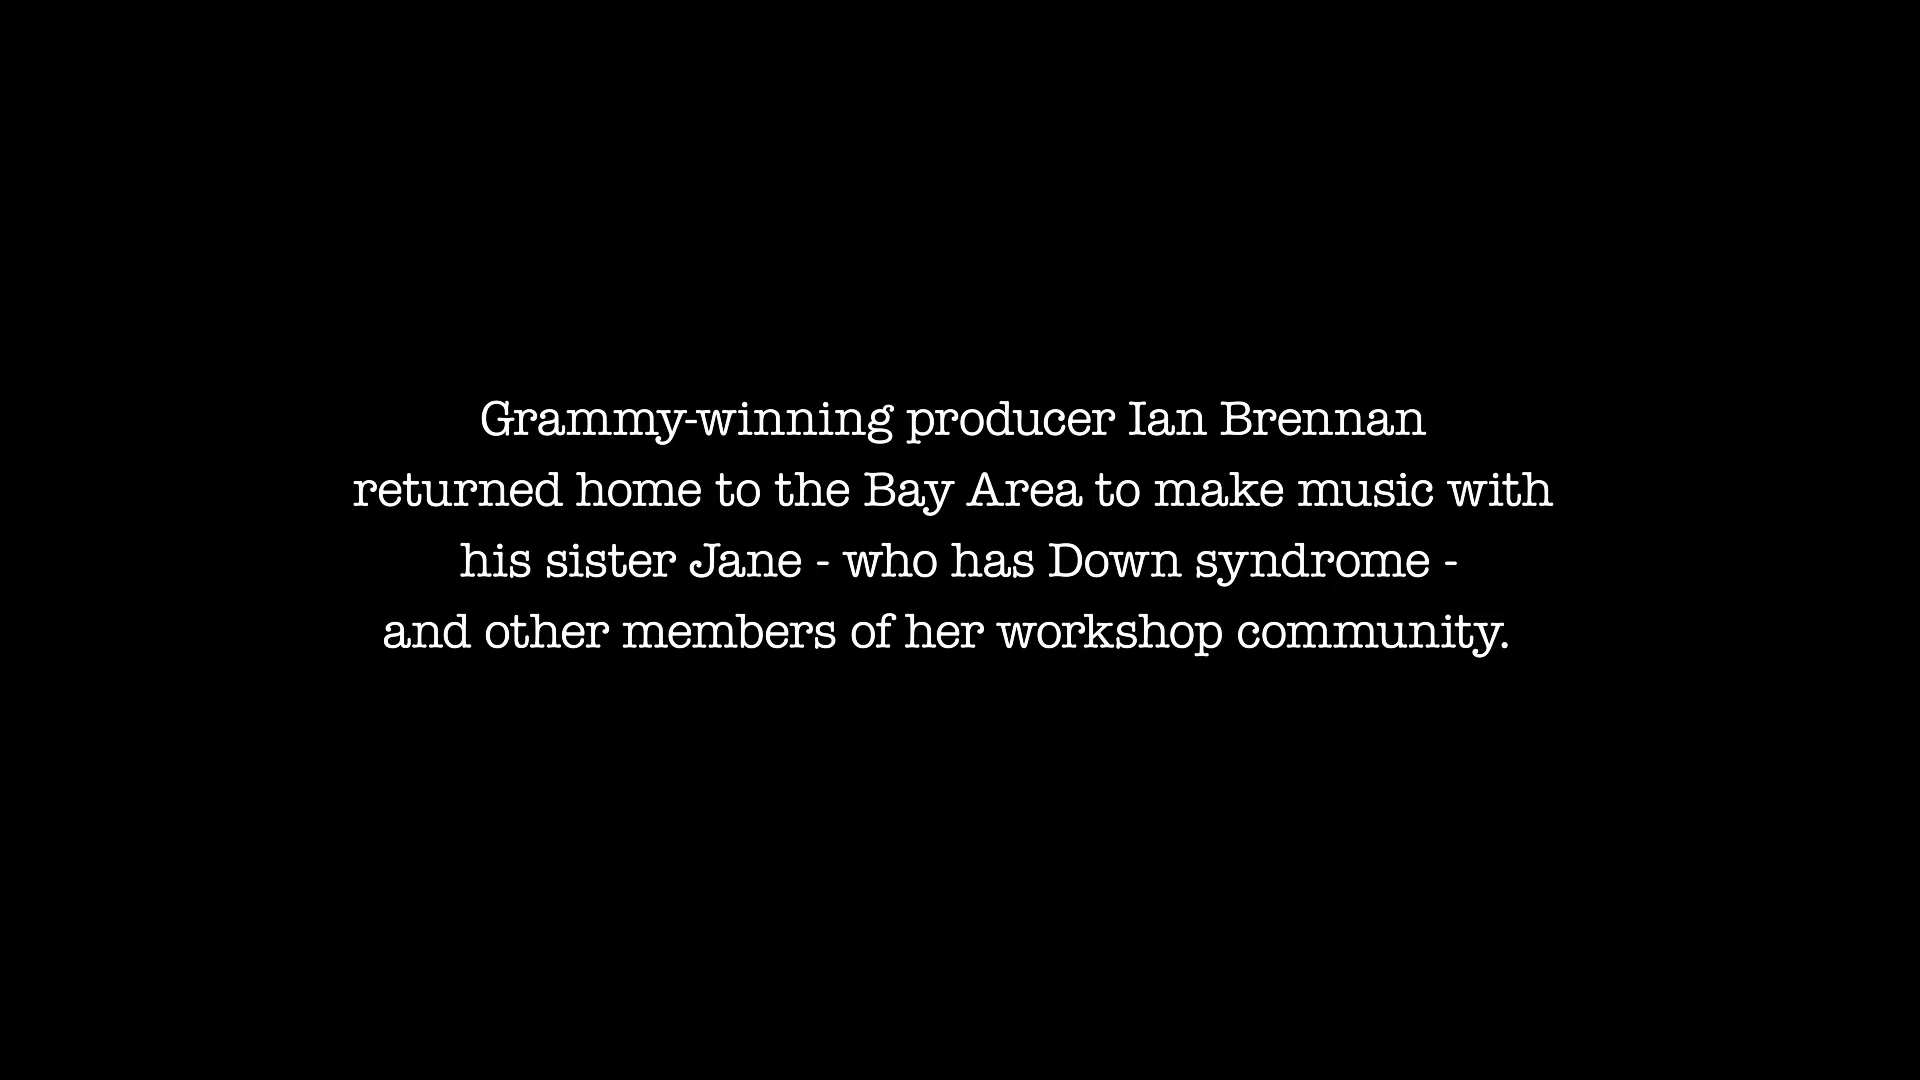 Grammy-winning producer Ian Brennan
returned home to the Bay Area to make music with
his sister Jane - who has Down syndrome -
and other members of her workshop community.